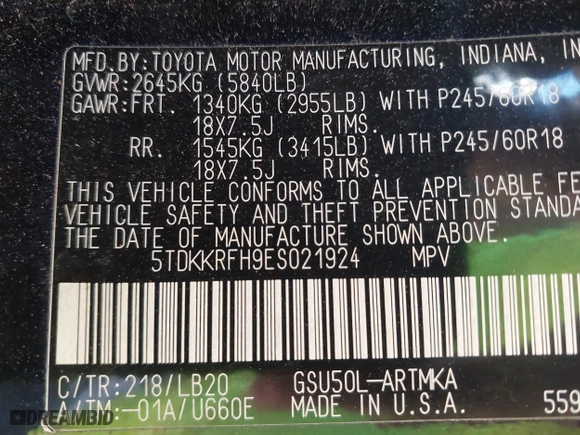 MFD.BY:TOYOTA MOTOR MANUFACTURING, INDIANA, IN
GVWR:2645KG (5840LB)
GAWR:FRT. 1340KG (2955LB) WITH P245/60R18
18X7.5J RIMS.
RR. 1545KG (3415LB) WITH P245/60R18
18X7.5J RIMS.
THIS VEHICLE CONFORMS TO ALL APPLICABLE FE
VEHICLE SAFETY AND THEFT PREVENTION STANDA
THE DATE OF MANUFACTURE SHOWN ABOVE.
5TDKKRFH9ES021924 MPV
C/TR:218/LB20 GSU50L-ARTMKA
A/TM:-01A/U660E MADE IN U.S.A. 559
DREAMBID